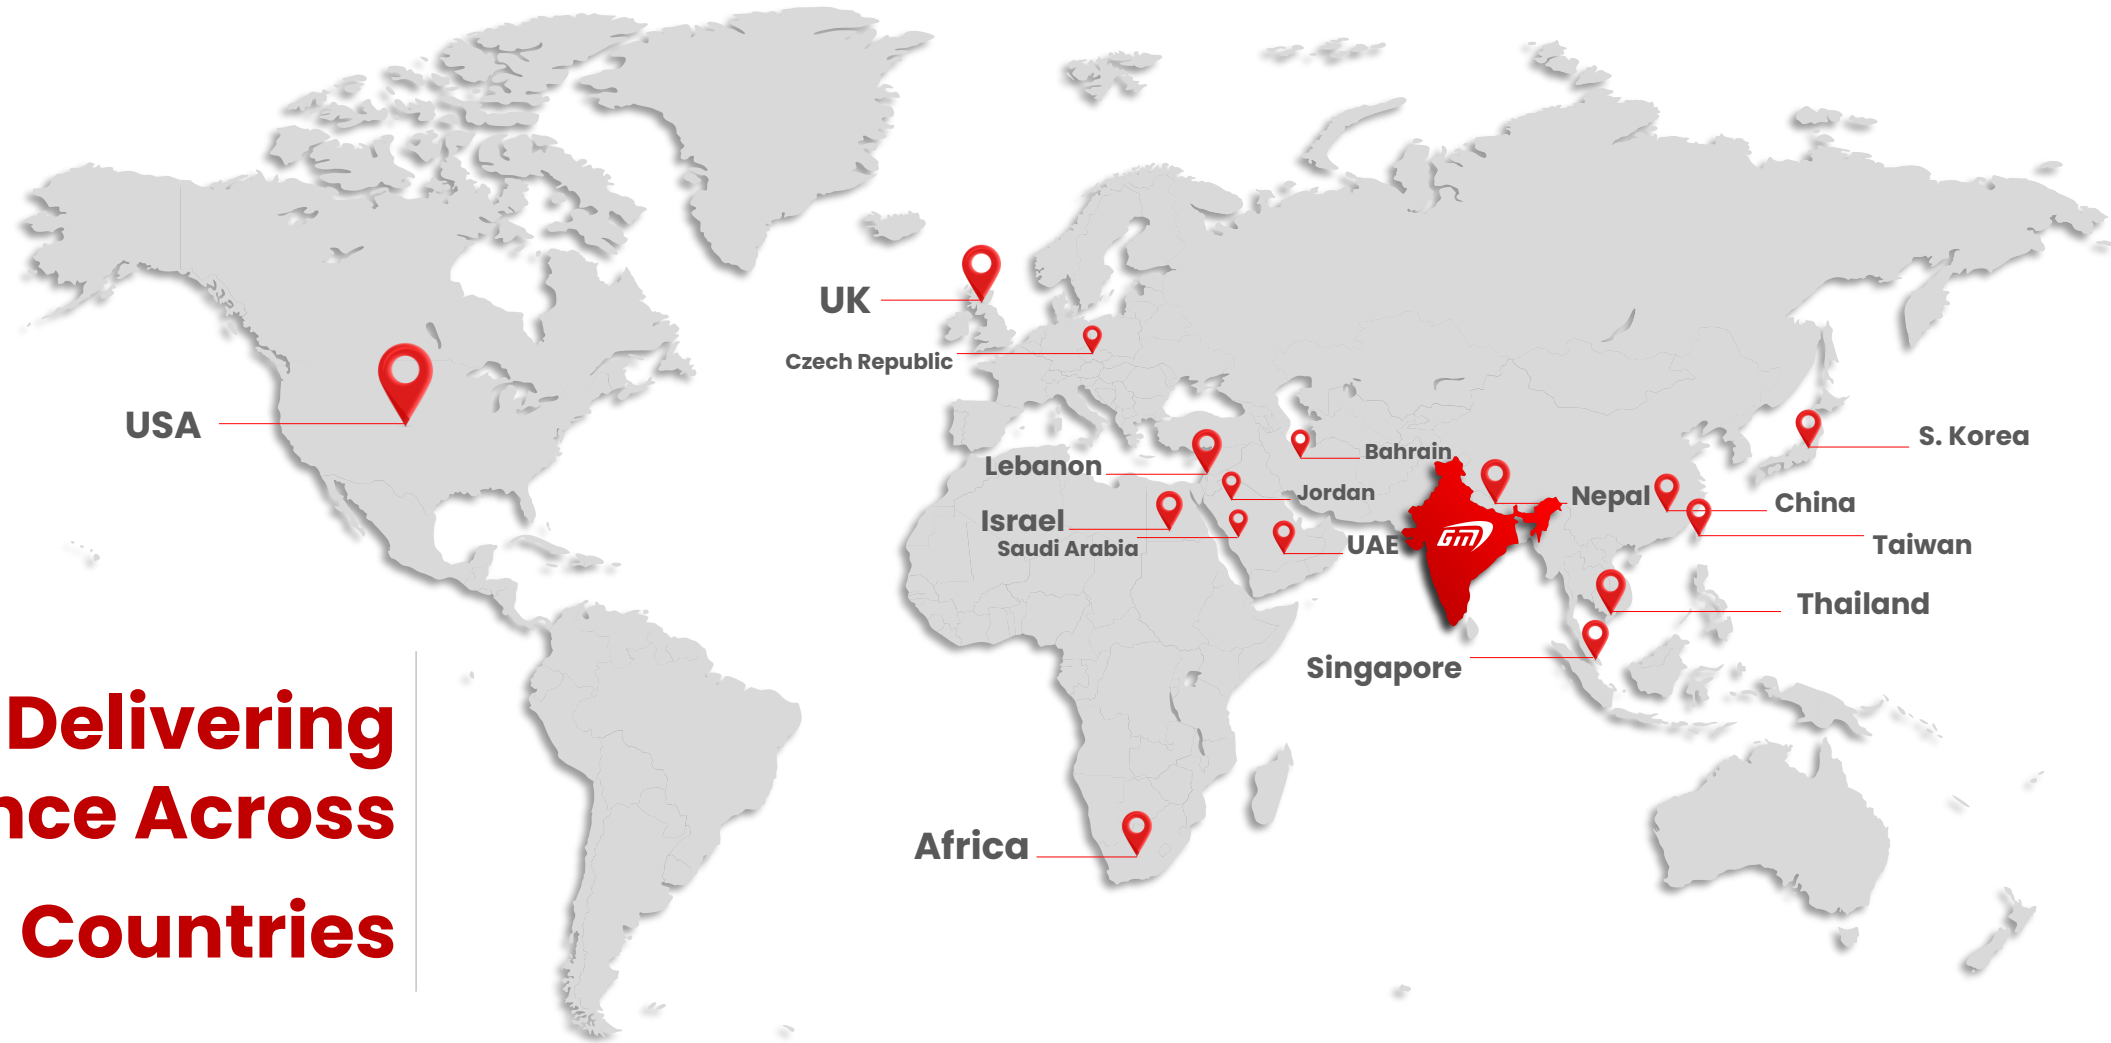 UK
Czech Republic
USA
S. Korea
Bahrain
Lebanon
Jordan
Nepal
China
Israel
Saudi Arabia
UAE
GM
Taiwan
Thailand
Singapore
Delivering
Across
Countries
Africa